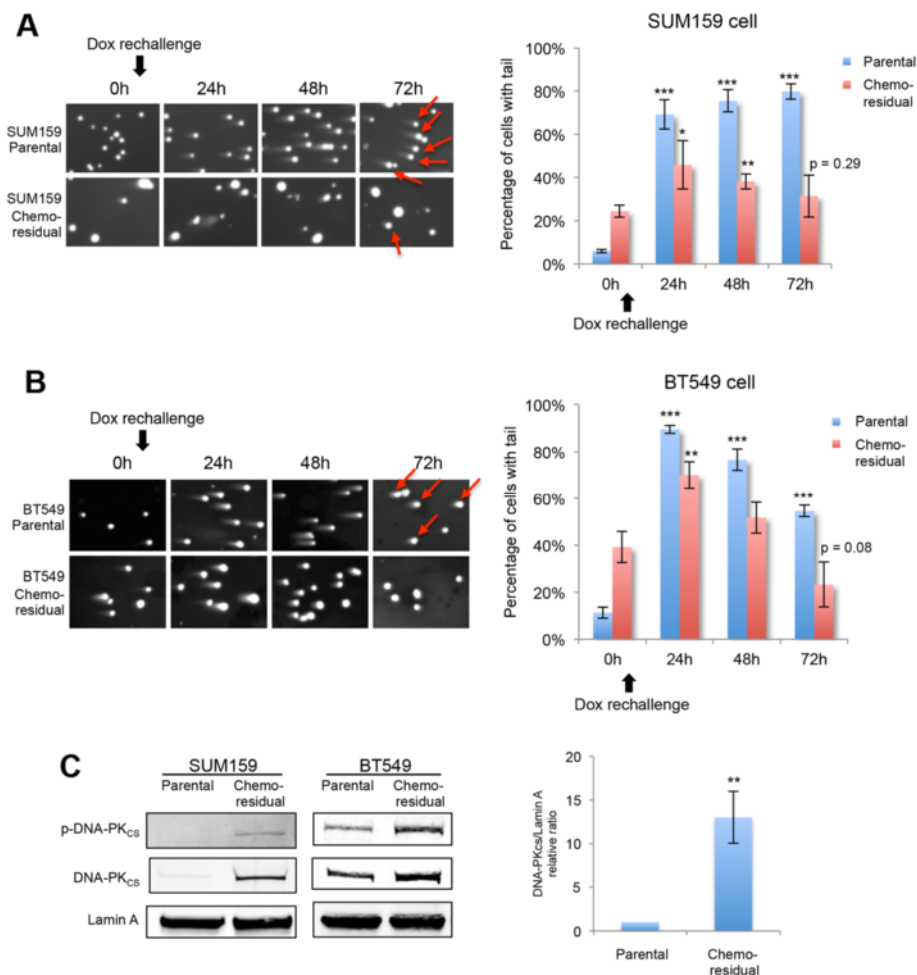 A
Dox rechallenge
0h 24h 48h 72h
SUM159
Parental
SUM159
Chemo-
residual
SUM159 cell
100%
80%
60%
40%
20%
0%
Percentage of cells with tail
*** *** ***
* ** p = 0.29
0h 24h 48h 72h
Dox rechallenge
Parental
Chemo-
residual
B
Dox rechallenge
0h 24h 48h 72h
BT549
Parental
BT549
Chemo-
residual
BT549 cell
100%
80%
60%
40%
20%
0%
Percentage of cells with tail
*** *** ***
** p = 0.08
0h 24h 48h 72h
Dox rechallenge
Parental
Chemo-
residual
C
SUM159 BT549
Parental Chemo-
residual
Parental Chemo-
residual
p-DNA-PKCS
DNA-PKCS
Lamin A
20
15
10
5
0
DNA-PKcs/Lamin A
relative ratio
**
Parental Chemo-
residual